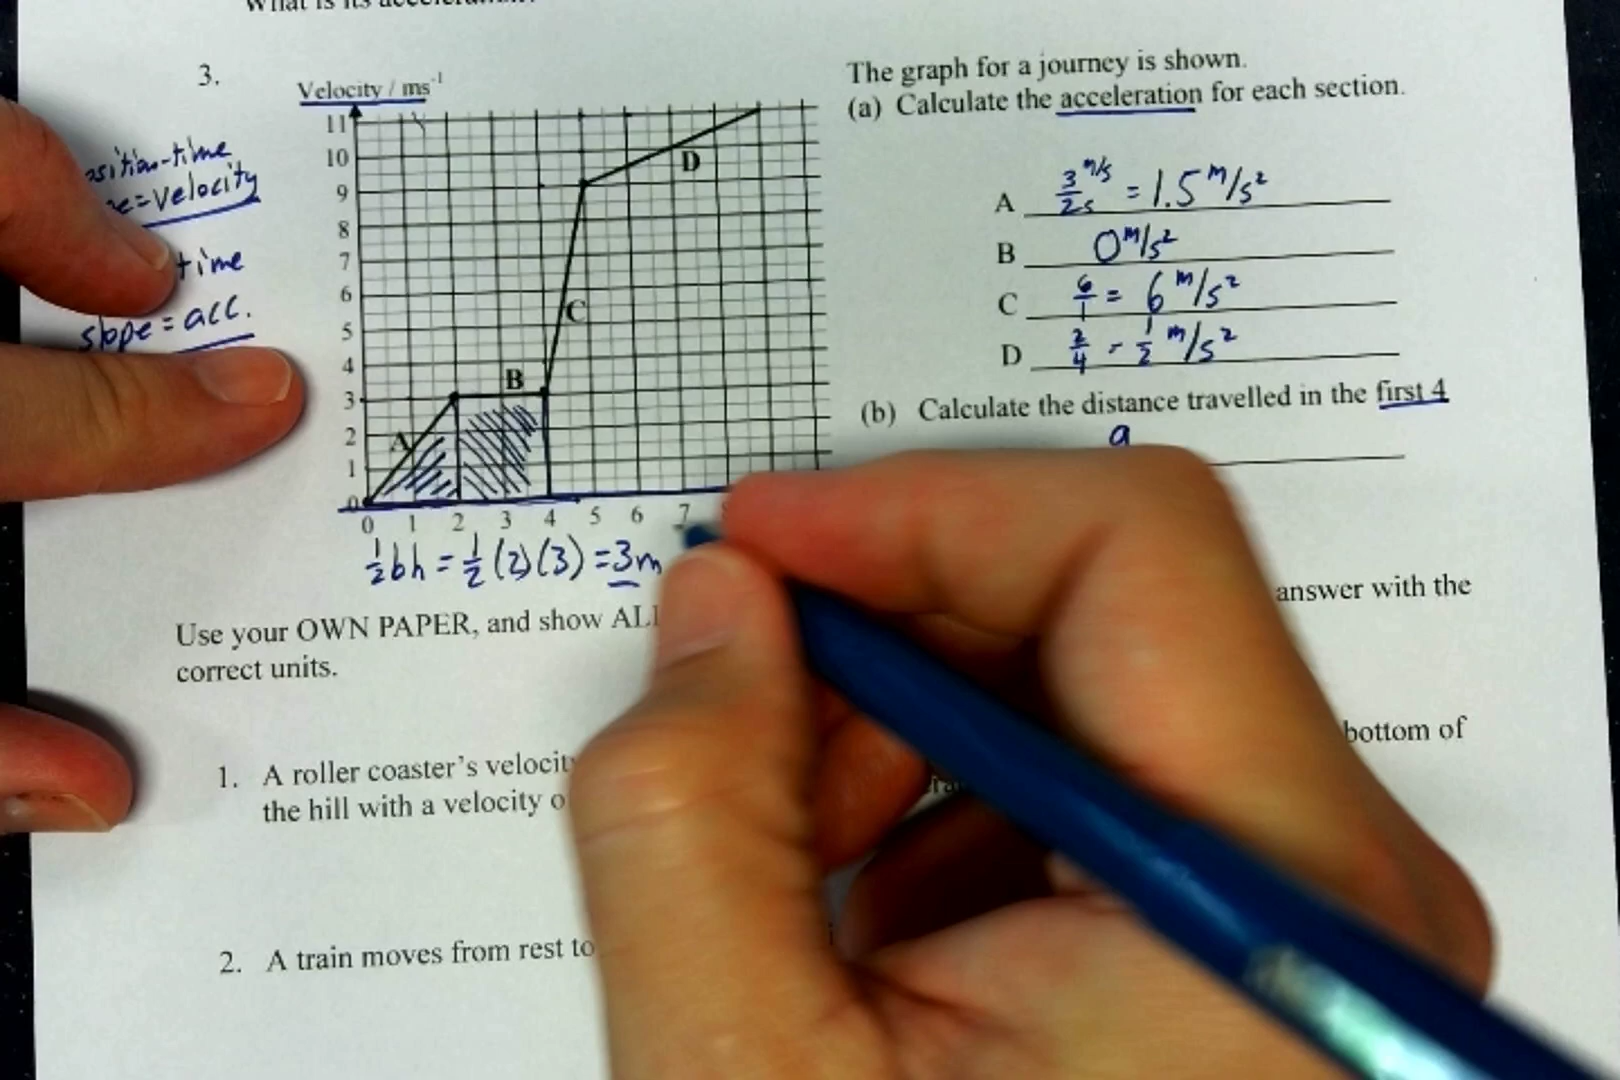 What is its acceleration?
3.
Velocity / ms⁻¹
11
10
9
8
7
6
5
4
3
2
1
0
0 1 2 3 4 5 6 7
A
B
C
D
=velocity
time
slope = acc.
½bh = ½(2)(3) = 3m
The graph for a journey is shown.
(a) Calculate the acceleration for each section.
A 3 m/s / 2s = 1.5 m/s²
B 0 m/s²
C 6/1 = 6 m/s²
D 2/4 = 1/2 m/s²
(b) Calculate the distance travelled in the first 4
Use your OWN PAPER, and show
answer with the
correct units.
1. A roller coaster's
bottom of
the hill with a velocity
2. A train moves from rest to